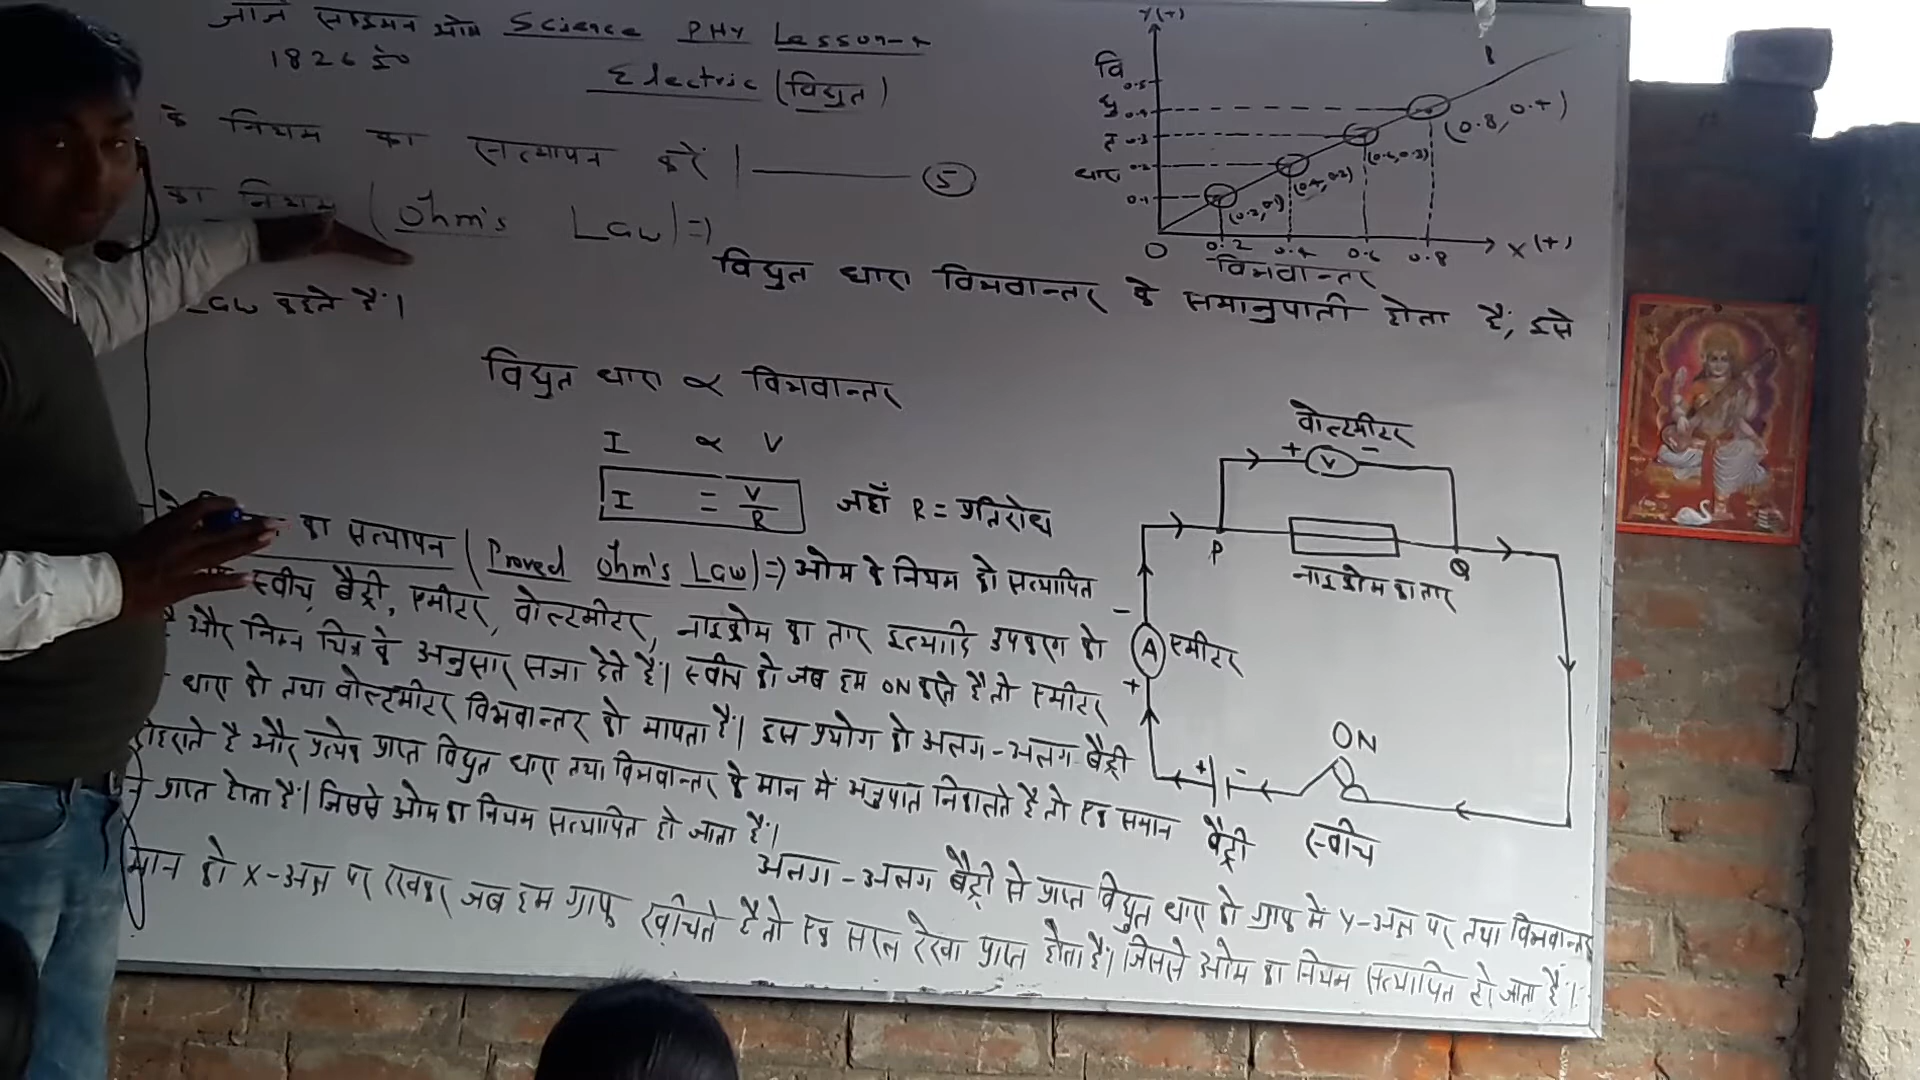 जार्ज साइमन ओम Science PHY Lesson-4
1826 ई०
Electric (विद्युत)
के नियम का सत्यापन करें | ⑤
का नियम (Ohm's Law) =>
विद्युत धारा विभवान्तर के समानुपाती होता है, इसे
Law कहते हैं।
विद्युत धारा ∝ विभवान्तर
I ∝ V
I = V/R जहाँ R = प्रतिरोध
का सत्यापन (Proved Ohm's Law) => ओम के नियम को सत्यापित
स्वीच, बैट्री, एमीटर, वोल्टमीटर, नाइक्रोम का तार इत्यादि उपकरण को
और निम्न चित्र के अनुसार सजा देते हैं। स्वीच को जब हम ON करते है तो एमीटर
धारा को तथा वोल्टमीटर विभवान्तर को मापता है। इस प्रयोग को अलग-अलग बैट्री
दोहराते है और प्रत्येक प्राप्त विद्युत धारा तथा विभवान्तर के मान में अनुपात निकालते है तो एक समान
प्राप्त होता है। जिससे ओम का नियम सत्यापित हो जाता है।
अलग-अलग बैट्री से प्राप्त विद्युत धारा को ग्राफ में Y-अक्ष पर तथा विभवान्तर
मान को X-अक्ष पर रखकर जब हम ग्राफ खींचते है तो एक सरल रेखा प्राप्त होता है। जिससे ओम का नियम सत्यापित हो जाता है।
Y(+)
विद्युत धारा
0.5
0.4
0.3
0.2
0.1
(0.2, 0.1)
(0.4, 0.2)
(0.6, 0.3)
(0.8, 0.4)
O 0.2 0.4 0.6 0.8 X(+)
विभवान्तर
वोल्टमीटर
+ V -
P Q
नाइक्रोम का तार
-
A एमीटर
+
ON
+ -
बैट्री स्वीच